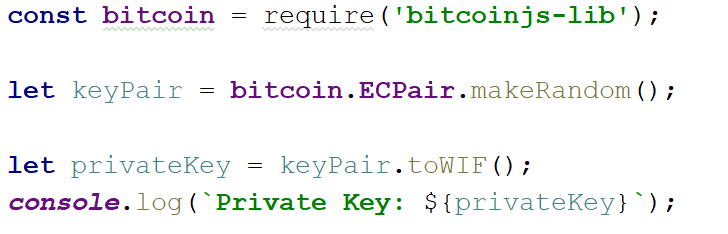 const bitcoin = require('bitcoinjs-lib');
let keyPair = bitcoin.ECPair.makeRandom();
let privateKey = keyPair.toWIF();
console.log(`Private Key: ${privateKey}`);